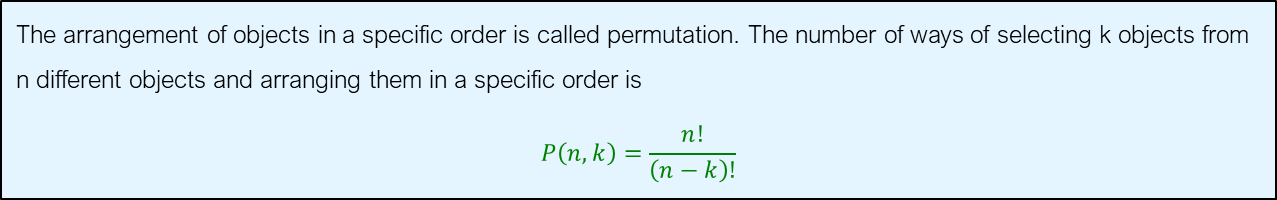 The arrangement of objects in a specific order is called permutation. The number of ways of selecting k objects from
n different objects and arranging them in a specific order is
P(n, k) = n! / (n − k)!